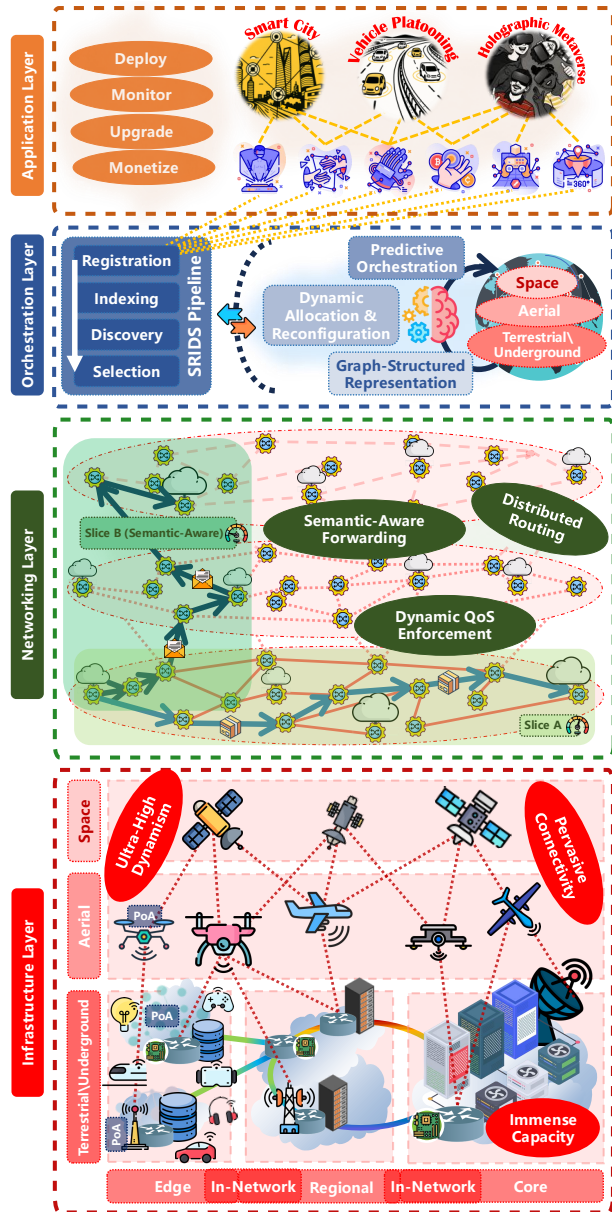 Application Layer
Deploy
Monitor
Upgrade
Monetize
Smart City
Vehicle Platooning
Holographic Metaverse
360°
Orchestration Layer
Registration
Indexing
Discovery
Selection
SRIDS Pipeline
Predictive
Orchestration
Dynamic
Allocation &
Reconfiguration
Graph-Structured
Representation
Space
Aerial
Terrestrial\
Underground
Networking Layer
Slice B (Semantic-Aware)
Semantic-Aware
Forwarding
Distributed
Routing
Dynamic QoS
Enforcement
Slice A
Infrastructure Layer
Space
Ultra-High
Dynamism
Pervasive
Connectivity
Aerial
PoA
Terrestrial\Underground
PoA
PoA
Immense
Capacity
Edge
In-Network
Regional
In-Network
Core